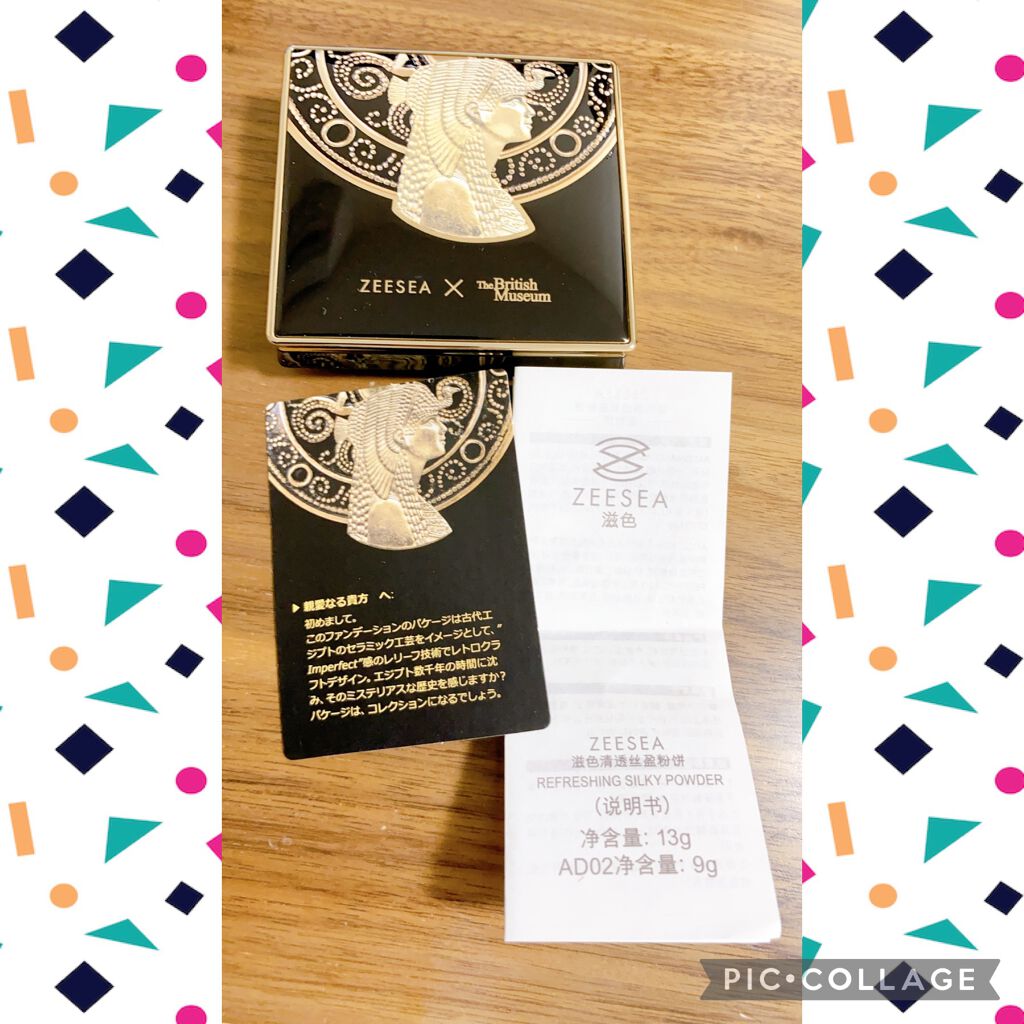 ZEESEA × The British Museum
▶ 親愛なる貴方 へ:
初めまして。
このファンデーションのパケージは古代エ
ジプトのセラミック工芸をイメージとして、"
Imperfect"感のレリーフ技術でレトロクラ
フトデザイン。エジプト数千年の時間に沈
み、そのミステリアスな歴史を感じますか?
パケージは、コレクションになるでしょう。
ZEESEA
滋色
ZEESEA
滋色清透丝盈粉饼
REFRESHING SILKY POWDER
(说明书)
净含量: 13g
AD02净含量: 9g
PIC•COLLAGE